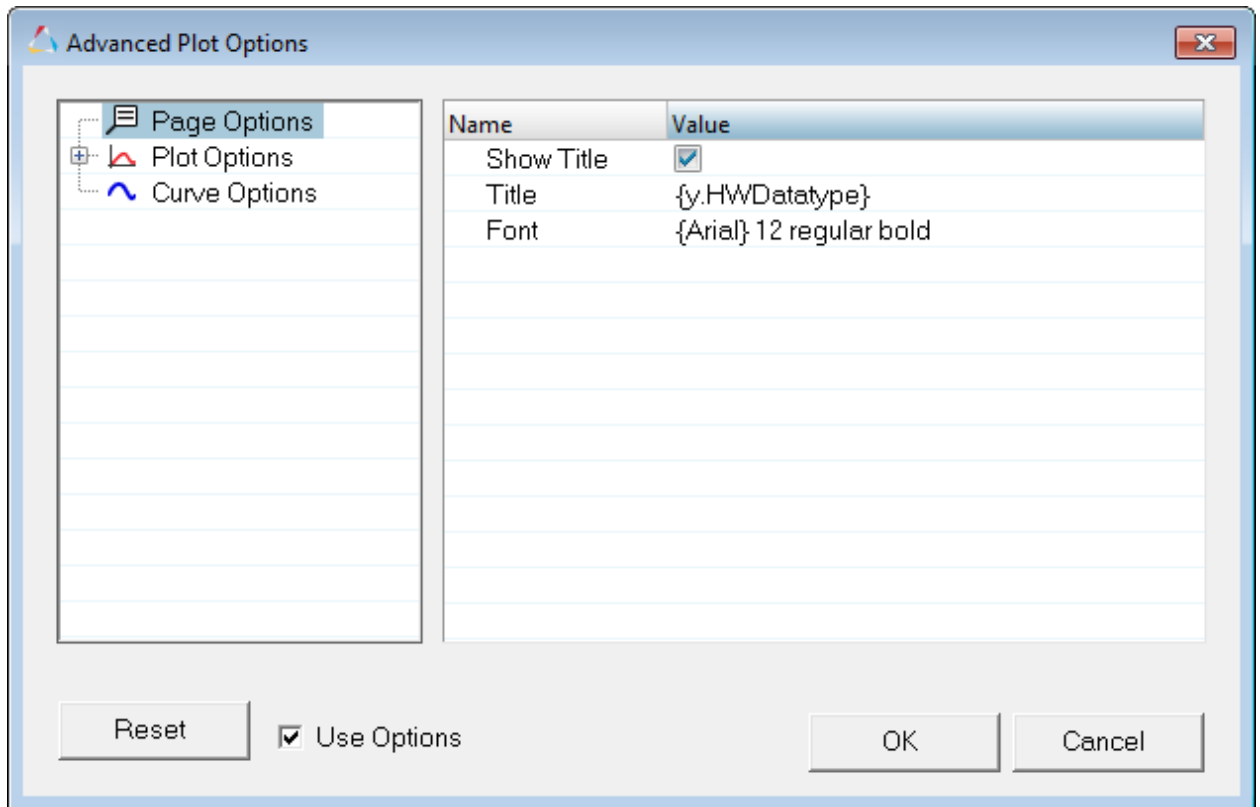 Advanced Plot Options
Page Options
Plot Options
Curve Options
Name Value
Show Title
Title {y.HWDatatype}
Font {Arial} 12 regular bold
Reset Use Options OK Cancel